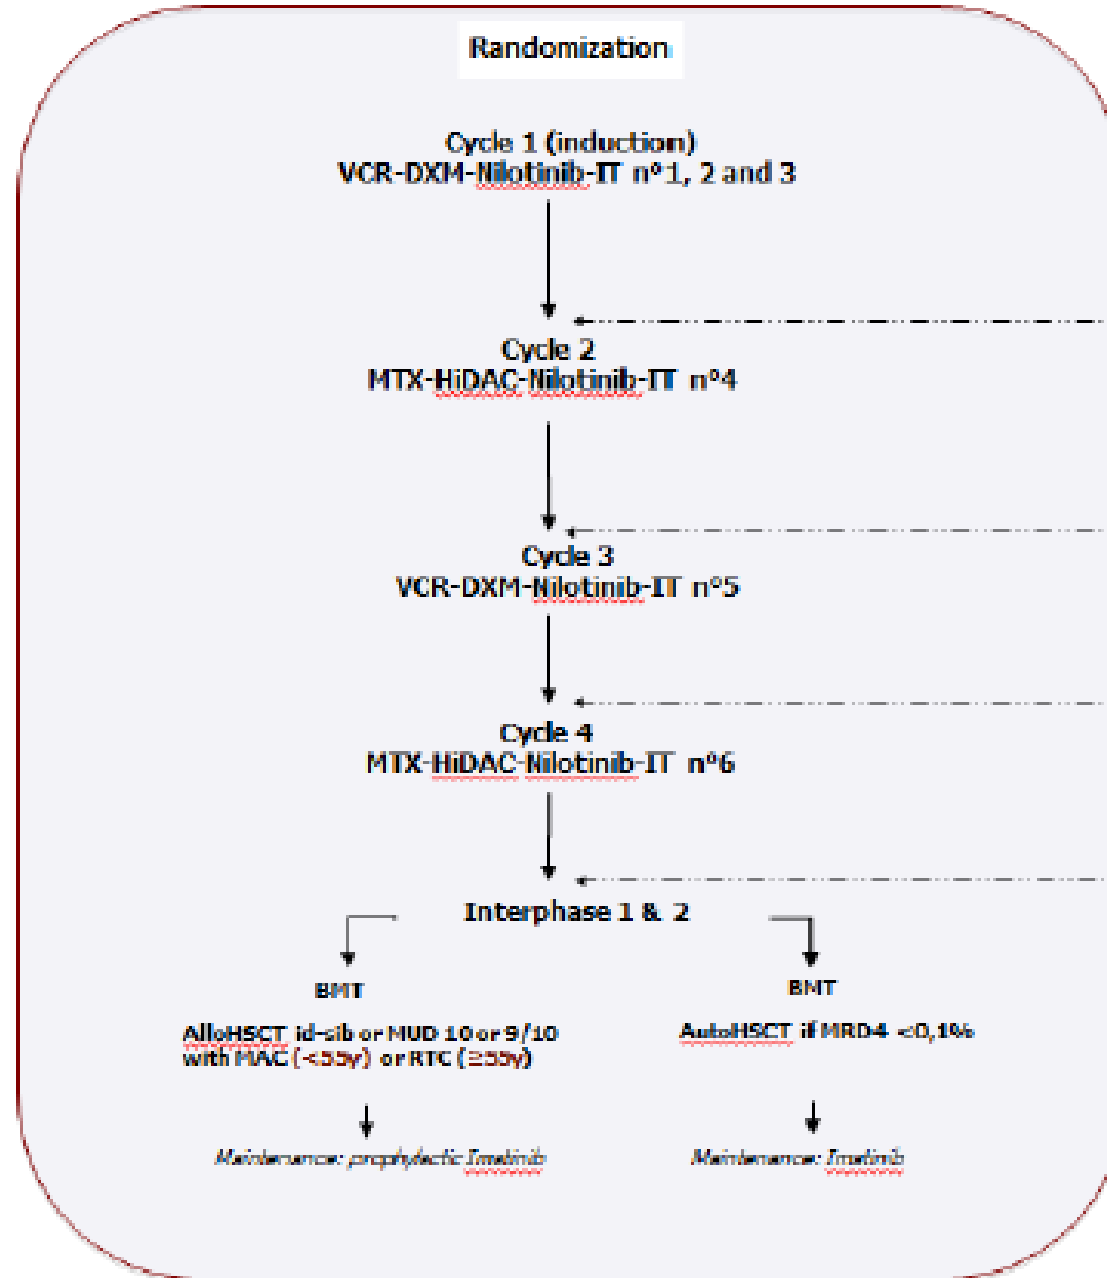 Randomization
Cycle 1 (induction)
VCR-DXM-Nilotinib-IT n°1, 2 and 3
Cycle 2
MTX-HiDAC-Nilotinib-IT n°4
Cycle 3
VCR-DXM-Nilotinib-IT n°5
Cycle 4
MTX-HiDAC-Nilotinib-IT n°6
Interphase 1 & 2
BMT
AlloHSCT id-sib or MUD 10 or 9/10
with MAC (<55y) or RTC (≥55y)
Maintenance: prophylactic Imatinib
BMT
AutoHSCT if MRD4 <0,1%
Maintenance: Imatinib